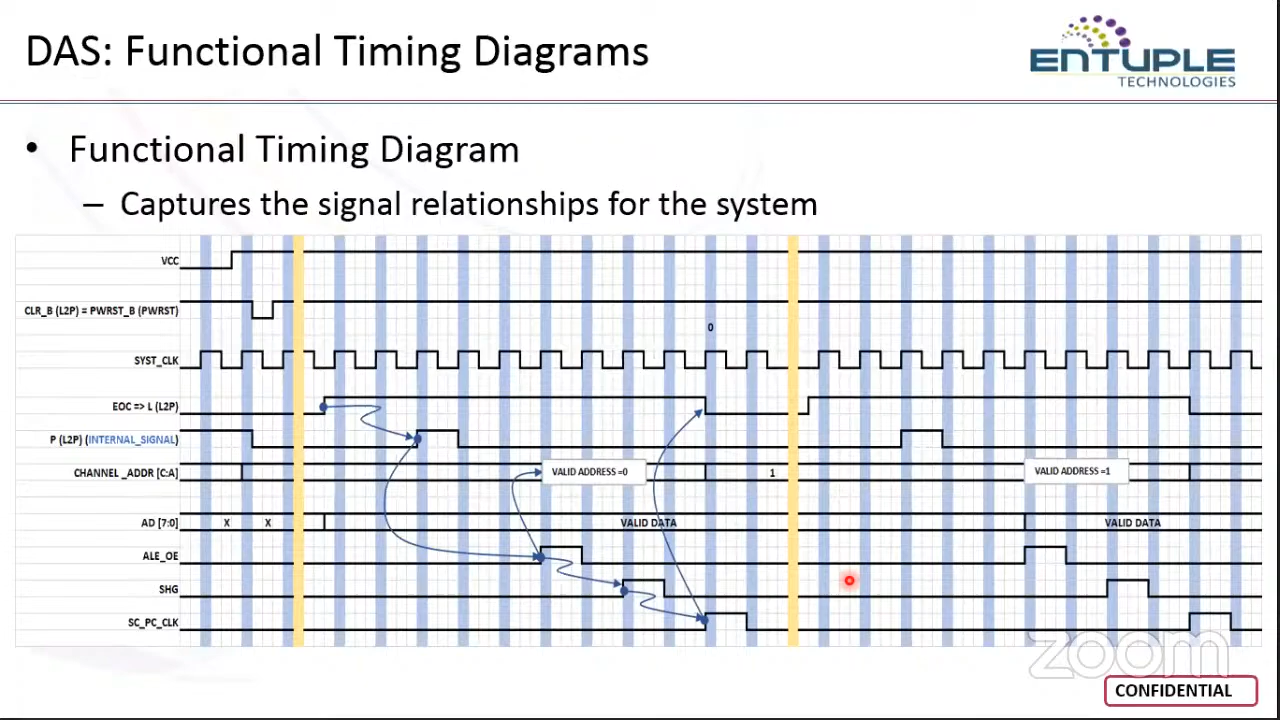 DAS: Functional Timing Diagrams
ENTUPLE
TECHNOLOGIES
• Functional Timing Diagram
– Captures the signal relationships for the system
VCC
CLR_B (L2P) = PWRST_B (PWRST)
0
SYST_CLK
EOC => L (L2P)
P (L2P) (INTERNAL_SIGNAL)
CHANNEL _ADDR [C:A] VALID ADDRESS =0 1 VALID ADDRESS =1
AD [7:0] X X VALID DATA VALID DATA
ALE_OE
SHG
SC_PC_CLK
zoom
CONFIDENTIAL